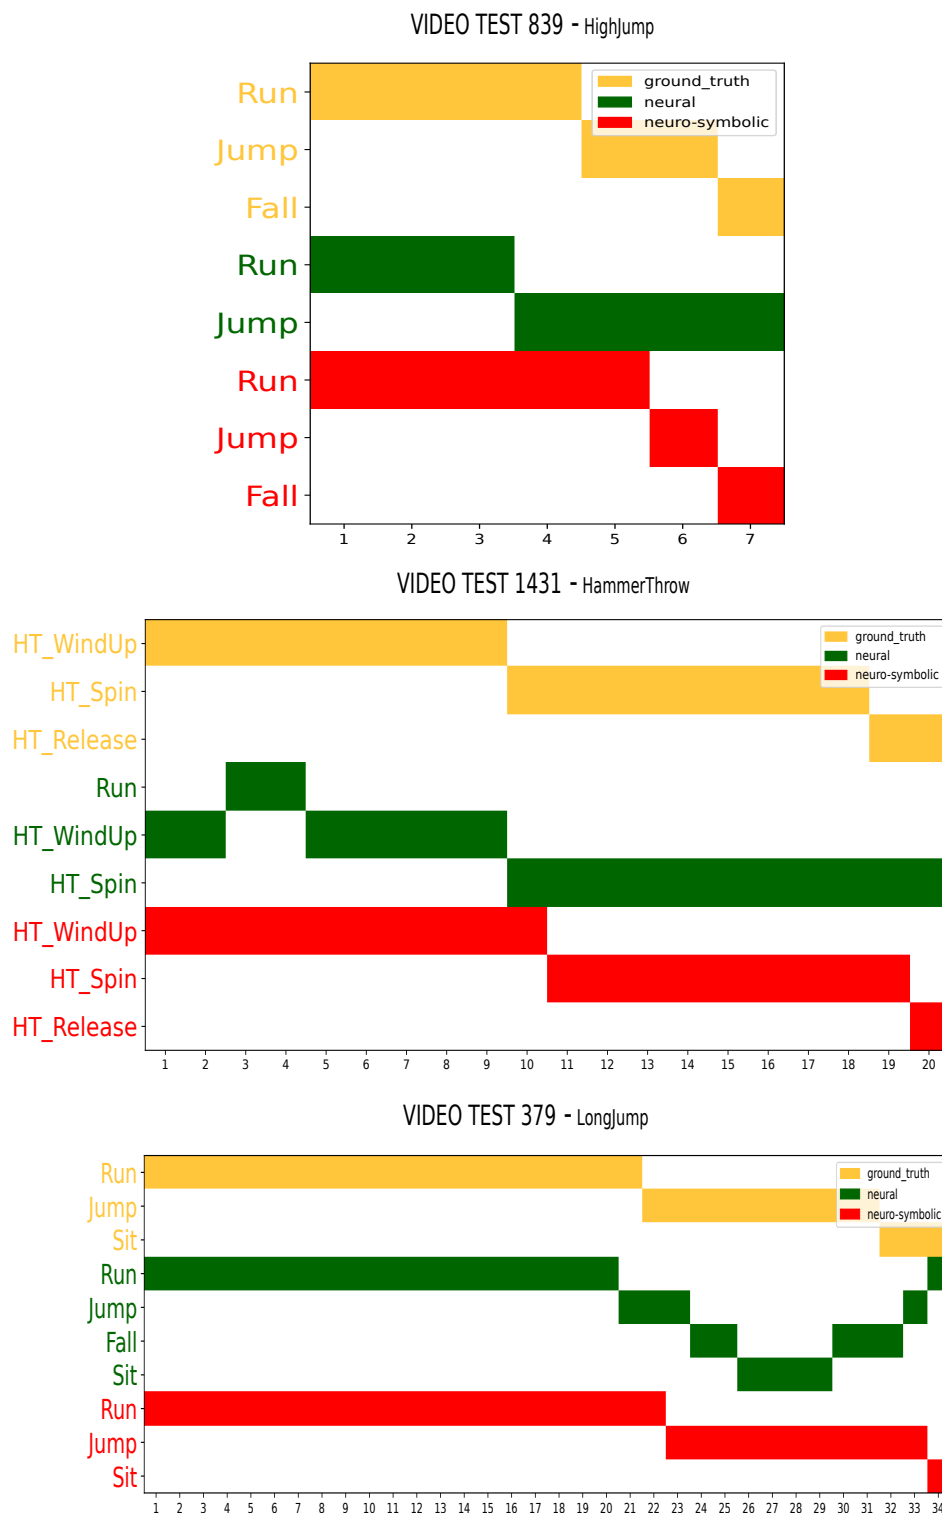 VIDEO TEST 839 - HighJump
Run
Jump
Fall
Run
Jump
Run
Jump
Fall
ground_truth
neural
neuro-symbolic
1 2 3 4 5 6 7
VIDEO TEST 1431 - HammerThrow
HT_WindUp
HT_Spin
HT_Release
Run
HT_WindUp
HT_Spin
HT_WindUp
HT_Spin
HT_Release
ground_truth
neural
neuro-symbolic
1 2 3 4 5 6 7 8 9 10 11 12 13 14 15 16 17 18 19 20
VIDEO TEST 379 - LongJump
Run
Jump
Sit
Run
Jump
Fall
Sit
Run
Jump
Sit
ground_truth
neural
neuro-symbolic
1 2 3 4 5 6 7 8 9 10 11 12 13 14 15 16 17 18 19 20 21 22 23 24 25 26 27 28 29 30 31 32 33 34